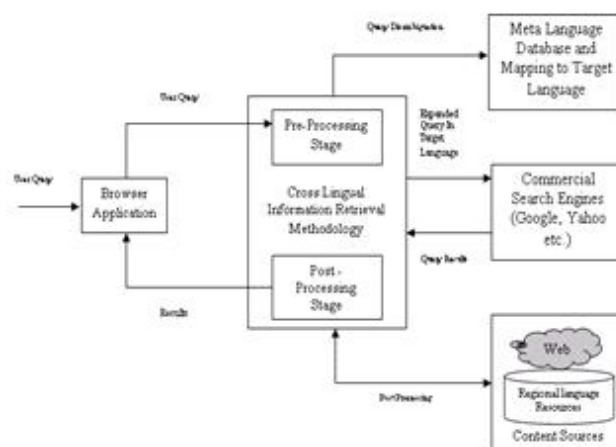 Meta Language
Database and
Mapping to Target
Language
User Query
Pre-Processing
Stage
Expanded
Query In
Target
Language
User Query
Browser
Application
Cross Lingual
Information Retrieval
Methodology
Commercial
Search Engines
(Google, Yahoo
etc.)
Query Results
Post -
Processing
Stage
Results
Web
Post Processing
Regional language
Resources
Content Sources